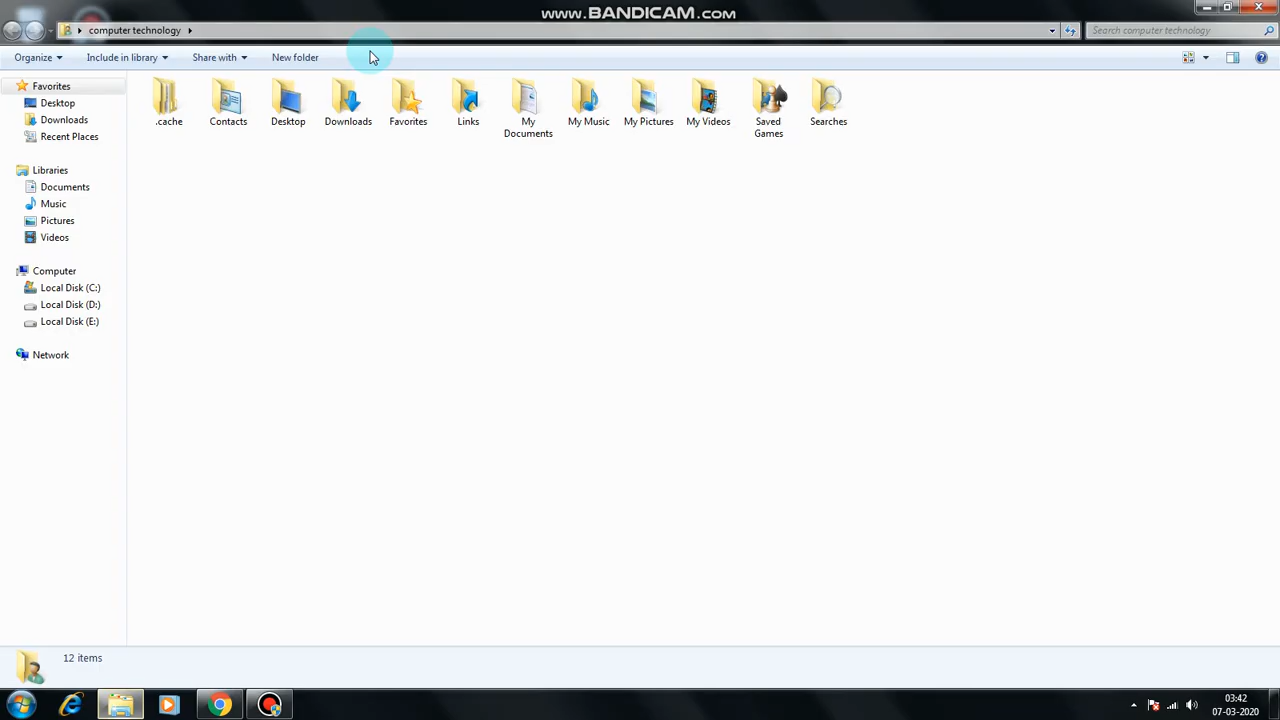 www.BANDICAM.com
computer technology
Search computer technology
Organize
Include in library
Share with
New folder
Favorites
Desktop
Downloads
Recent Places
Libraries
Documents
Music
Pictures
Videos
Computer
Local Disk (C:)
Local Disk (D:)
Local Disk (E:)
Network
.cache
Contacts
Desktop
Downloads
Favorites
Links
My
Documents
My Music
My Pictures
My Videos
Saved
Games
Searches
12 items
03:42
07-03-2020